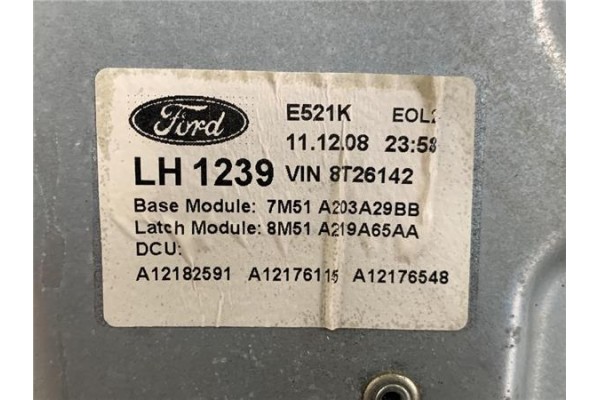 Ford
E521K EOL2
11.12.08 23:58
LH 1239 VIN 8T26142
Base Module: 7M51 A203A29BB
Latch Module: 8M51 A219A65AA
DCU:
A12182591 A12176115 A12176548